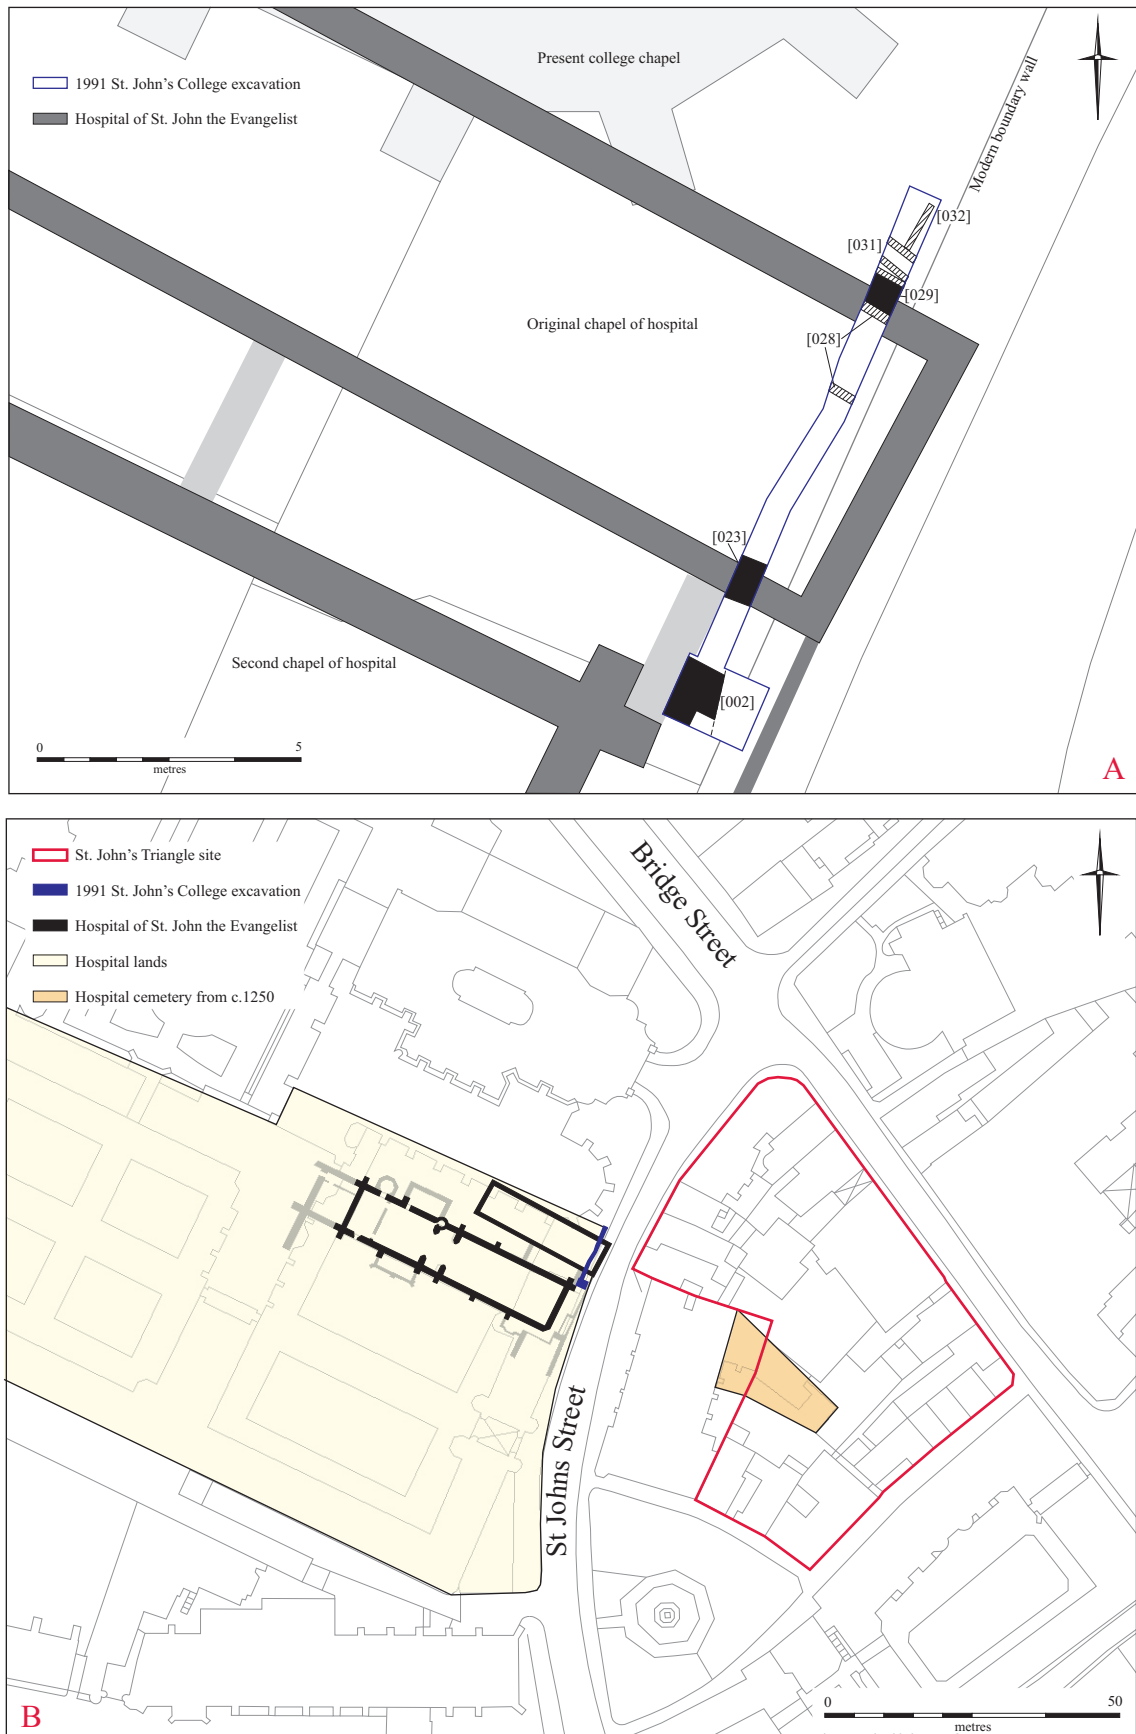 Present college chapel
1991 St. John's College excavation
Hospital of St. John the Evangelist
Modern boundary wall
[032]
[031]
[029]
Original chapel of hospital
[028]
[023]
Second chapel of hospital
[002]
0
5
metres
A
St. John's Triangle site
1991 St. John's College excavation
Hospital of St. John the Evangelist
Hospital lands
Hospital cemetery from c.1250
Bridge Street
St Johns Street
0
50
metres
B